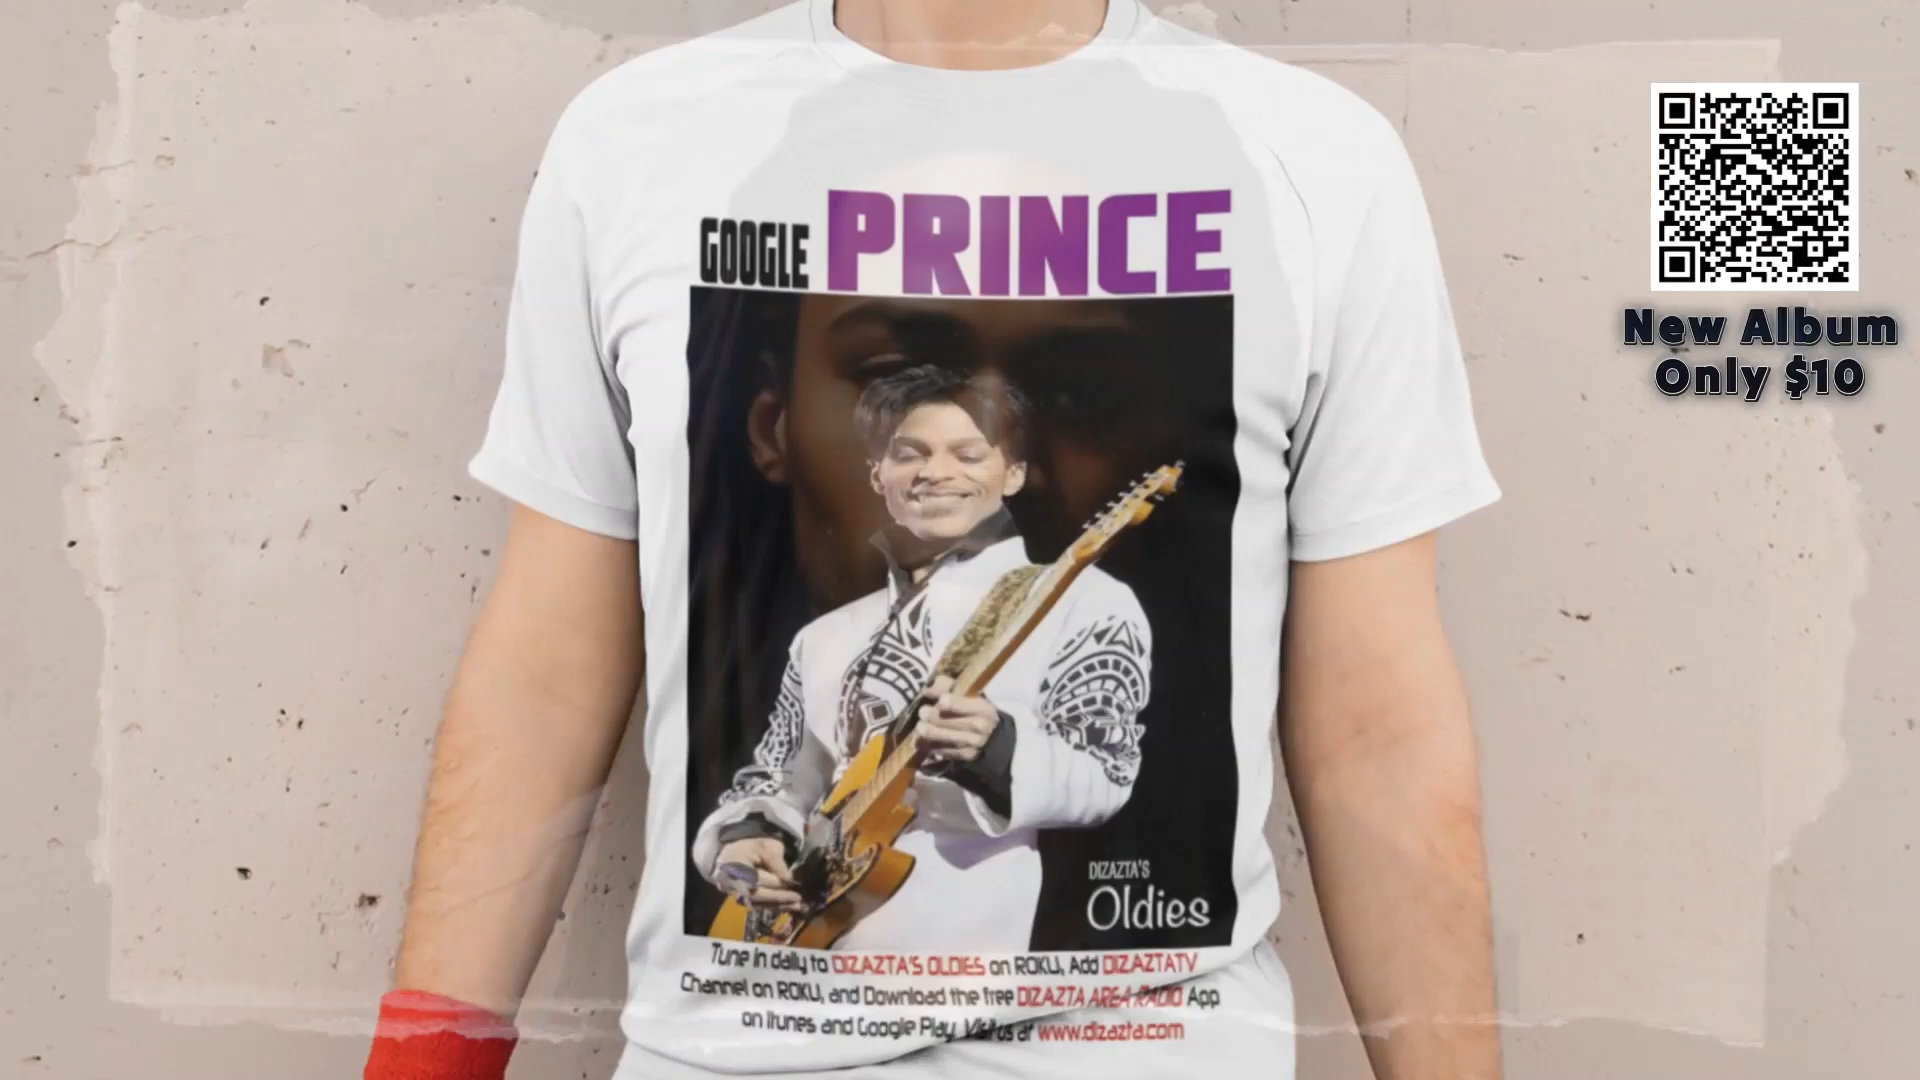 GOOGLE PRINCE
DIZAZTA'S
Oldies
Tune in daily to DIZAZTA'S OLDIES on ROKU, Add DIZAZTATV
Channel on ROKU, and Download the free DIZAZTA AREA RADIO App
on Itunes and Google Play. Visit us at www.dizazta.com
New Album
Only $10